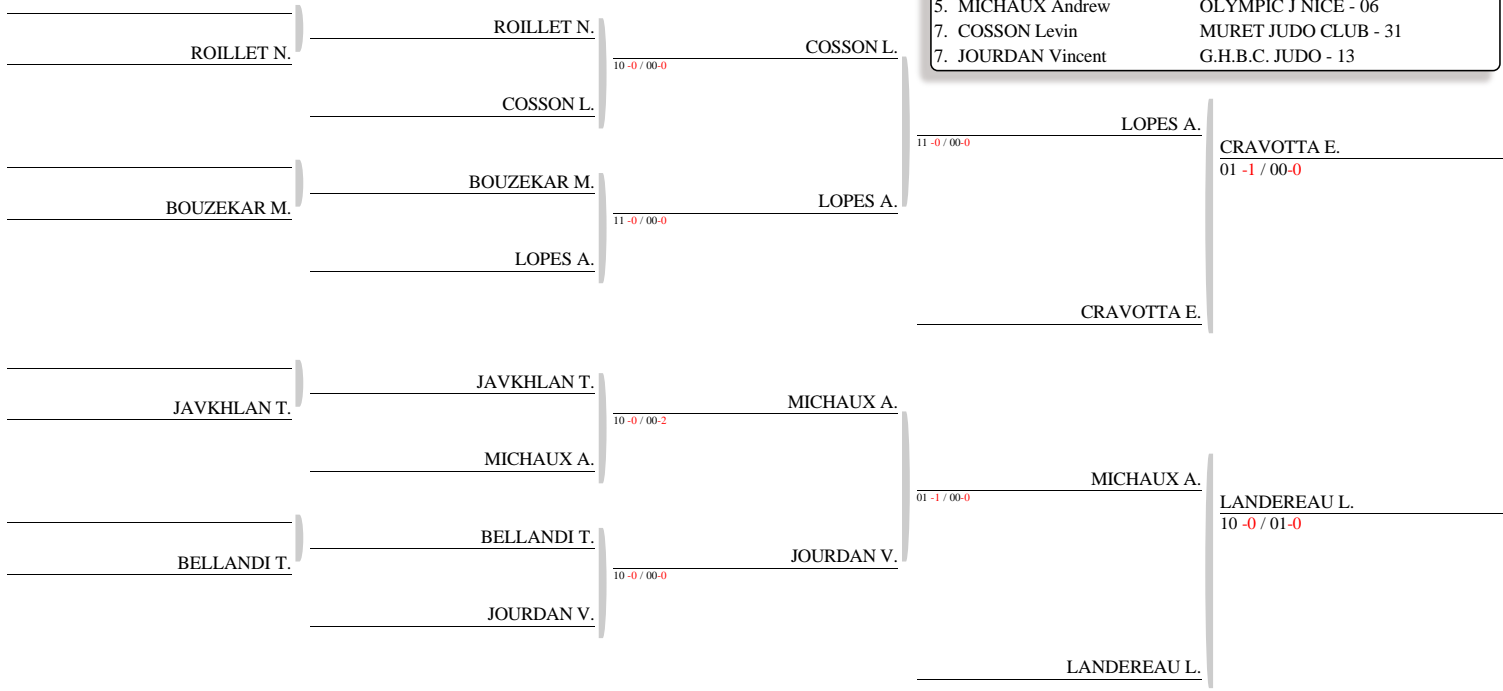 5. MICHAUX Andrew OLYMPIC J NICE - 06
7. COSSON Levin MURET JUDO CLUB - 31
7. JOURDAN Vincent G.H.B.C. JUDO - 13
ROILLET N.
BOUZEKAR M.
JAVKHLAN T.
BELLANDI T.
ROILLET N.
COSSON L.
BOUZEKAR M.
LOPES A.
JAVKHLAN T.
MICHAUX A.
BELLANDI T.
JOURDAN V.
COSSON L.
10 -0 / 00-0
LOPES A.
11 -0 / 00-0
MICHAUX A.
10 -0 / 00-2
JOURDAN V.
10 -0 / 00-0
LOPES A.
11 -0 / 00-0
CRAVOTTA E.
MICHAUX A.
01 -1 / 00-0
LANDEREAU L.
CRAVOTTA E.
01 -1 / 00-0
LANDEREAU L.
10 -0 / 01-0